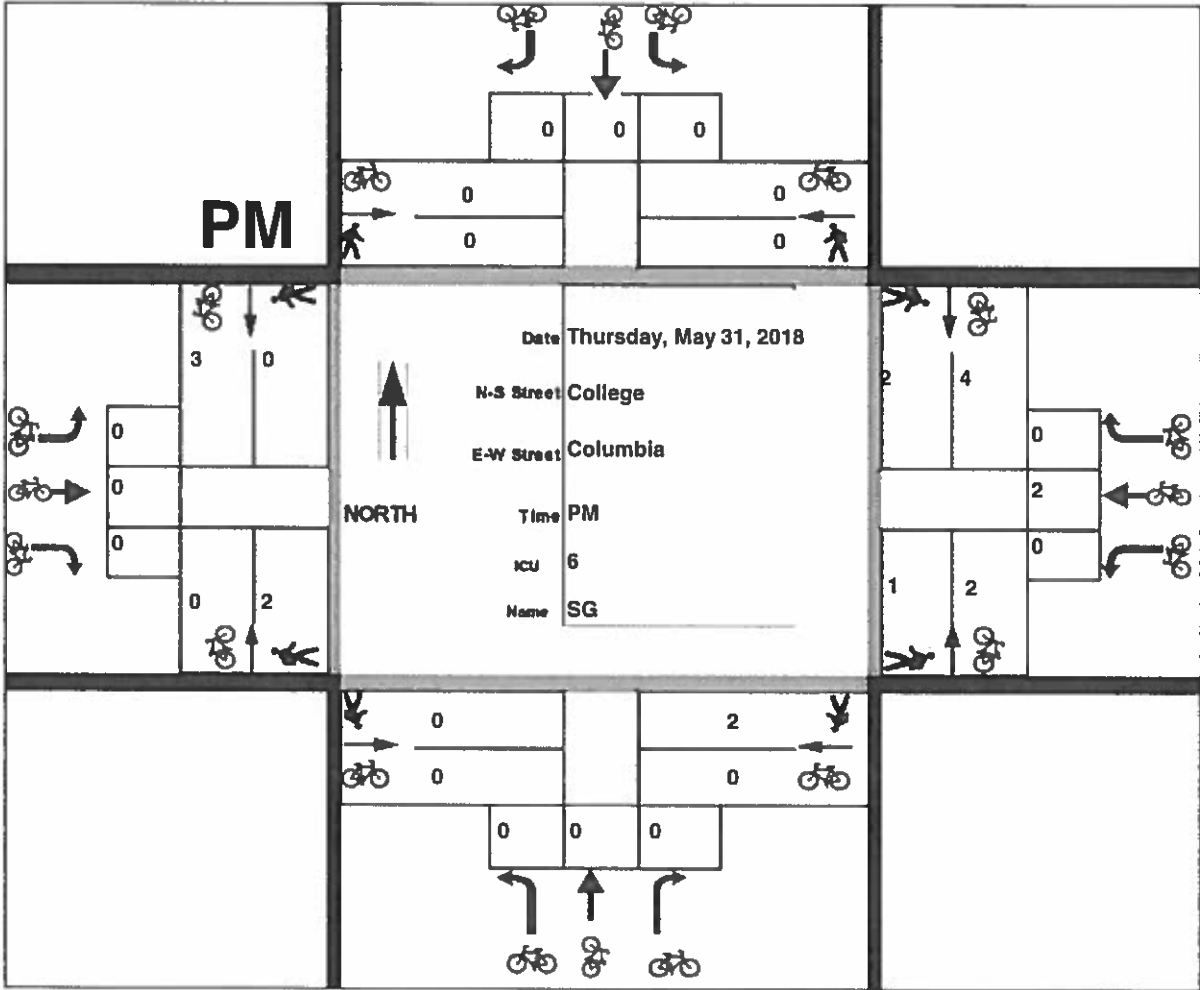 0 0 0
0 0
PM
0 0
3 0
Date Thursday, May 31, 2018
2 4
N-S Street College
0 0
E-W Street Columbia
0 2
NORTH
Time PM
0 0
ICU 6
0 2
1 2
Name SG
0 2
0 0
0 0 0